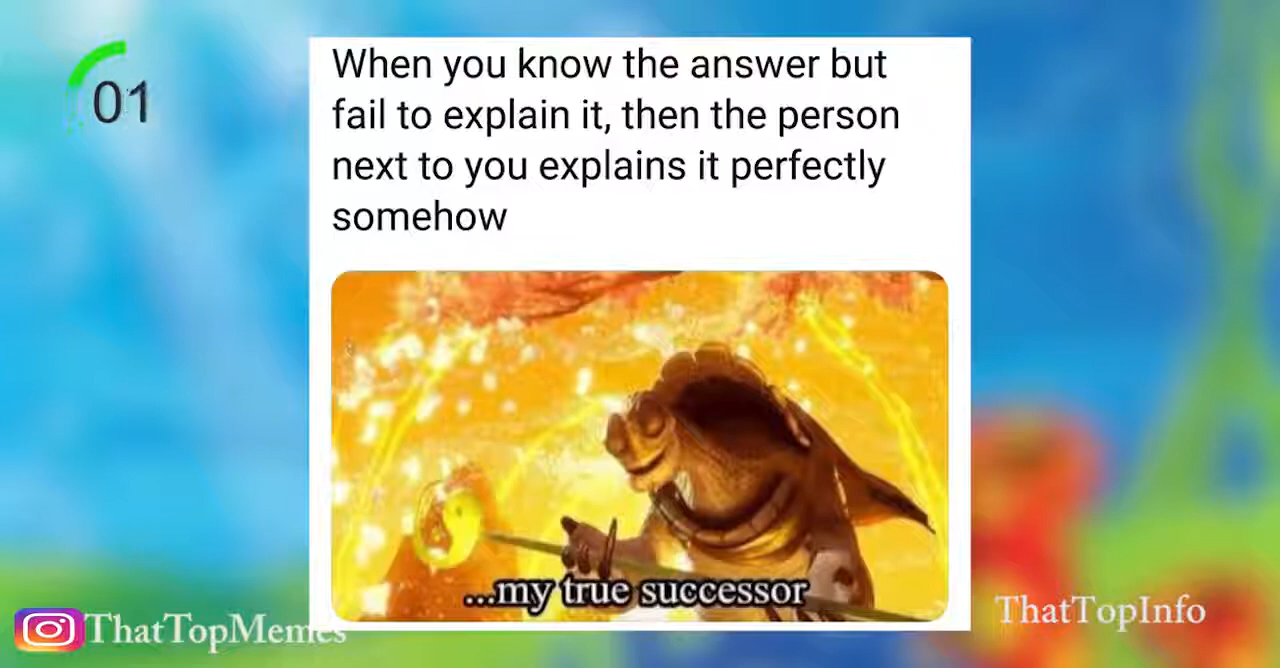 01
When you know the answer but
fail to explain it, then the person
next to you explains it perfectly
somehow
...my true successor
ThatTopMemes
ThatTopInfo